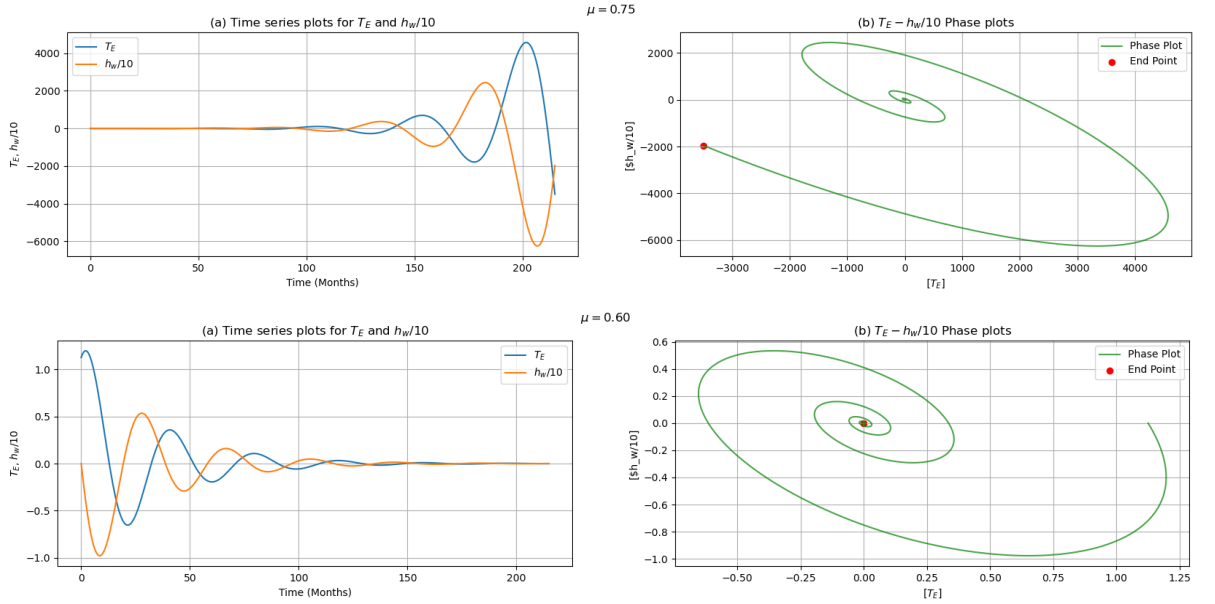 μ = 0.75
(a) Time series plots for T_E and h_w/10
(b) T_E − h_w/10 Phase plots
T_E, h_w/10
4000
2000
0
−2000
−4000
−6000
T_E
h_w/10
0
50
100
150
200
Time (Months)
[$h_w/10]
2000
0
−2000
−4000
−6000
Phase Plot
End Point
−3000
−2000
−1000
0
1000
2000
3000
4000
[T_E]
μ = 0.60
(a) Time series plots for T_E and h_w/10
(b) T_E − h_w/10 Phase plots
T_E, h_w/10
1.0
0.5
0.0
−0.5
−1.0
T_E
h_w/10
0
50
100
150
200
Time (Months)
[$h_w/10]
0.6
0.4
0.2
0.0
−0.2
−0.4
−0.6
−0.8
−1.0
Phase Plot
End Point
−0.50
−0.25
0.00
0.25
0.50
0.75
1.00
1.25
[T_E]